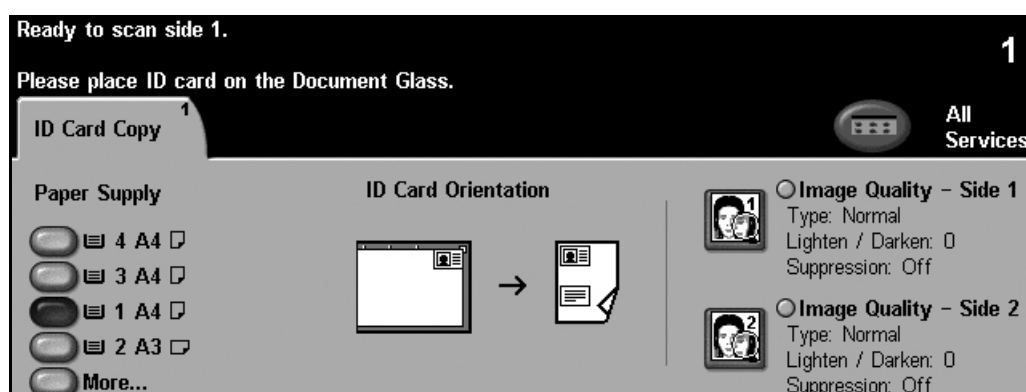 Ready to scan side 1.
1
Please place ID card on the Document Glass.
ID Card Copy
1
All
Services
Paper Supply
4 A4
3 A4
1 A4
2 A3
More...
ID Card Orientation
1
Image Quality - Side 1
Type: Normal
Lighten / Darken: 0
Suppression: Off
2
Image Quality - Side 2
Type: Normal
Lighten / Darken: 0
Suppression: Off